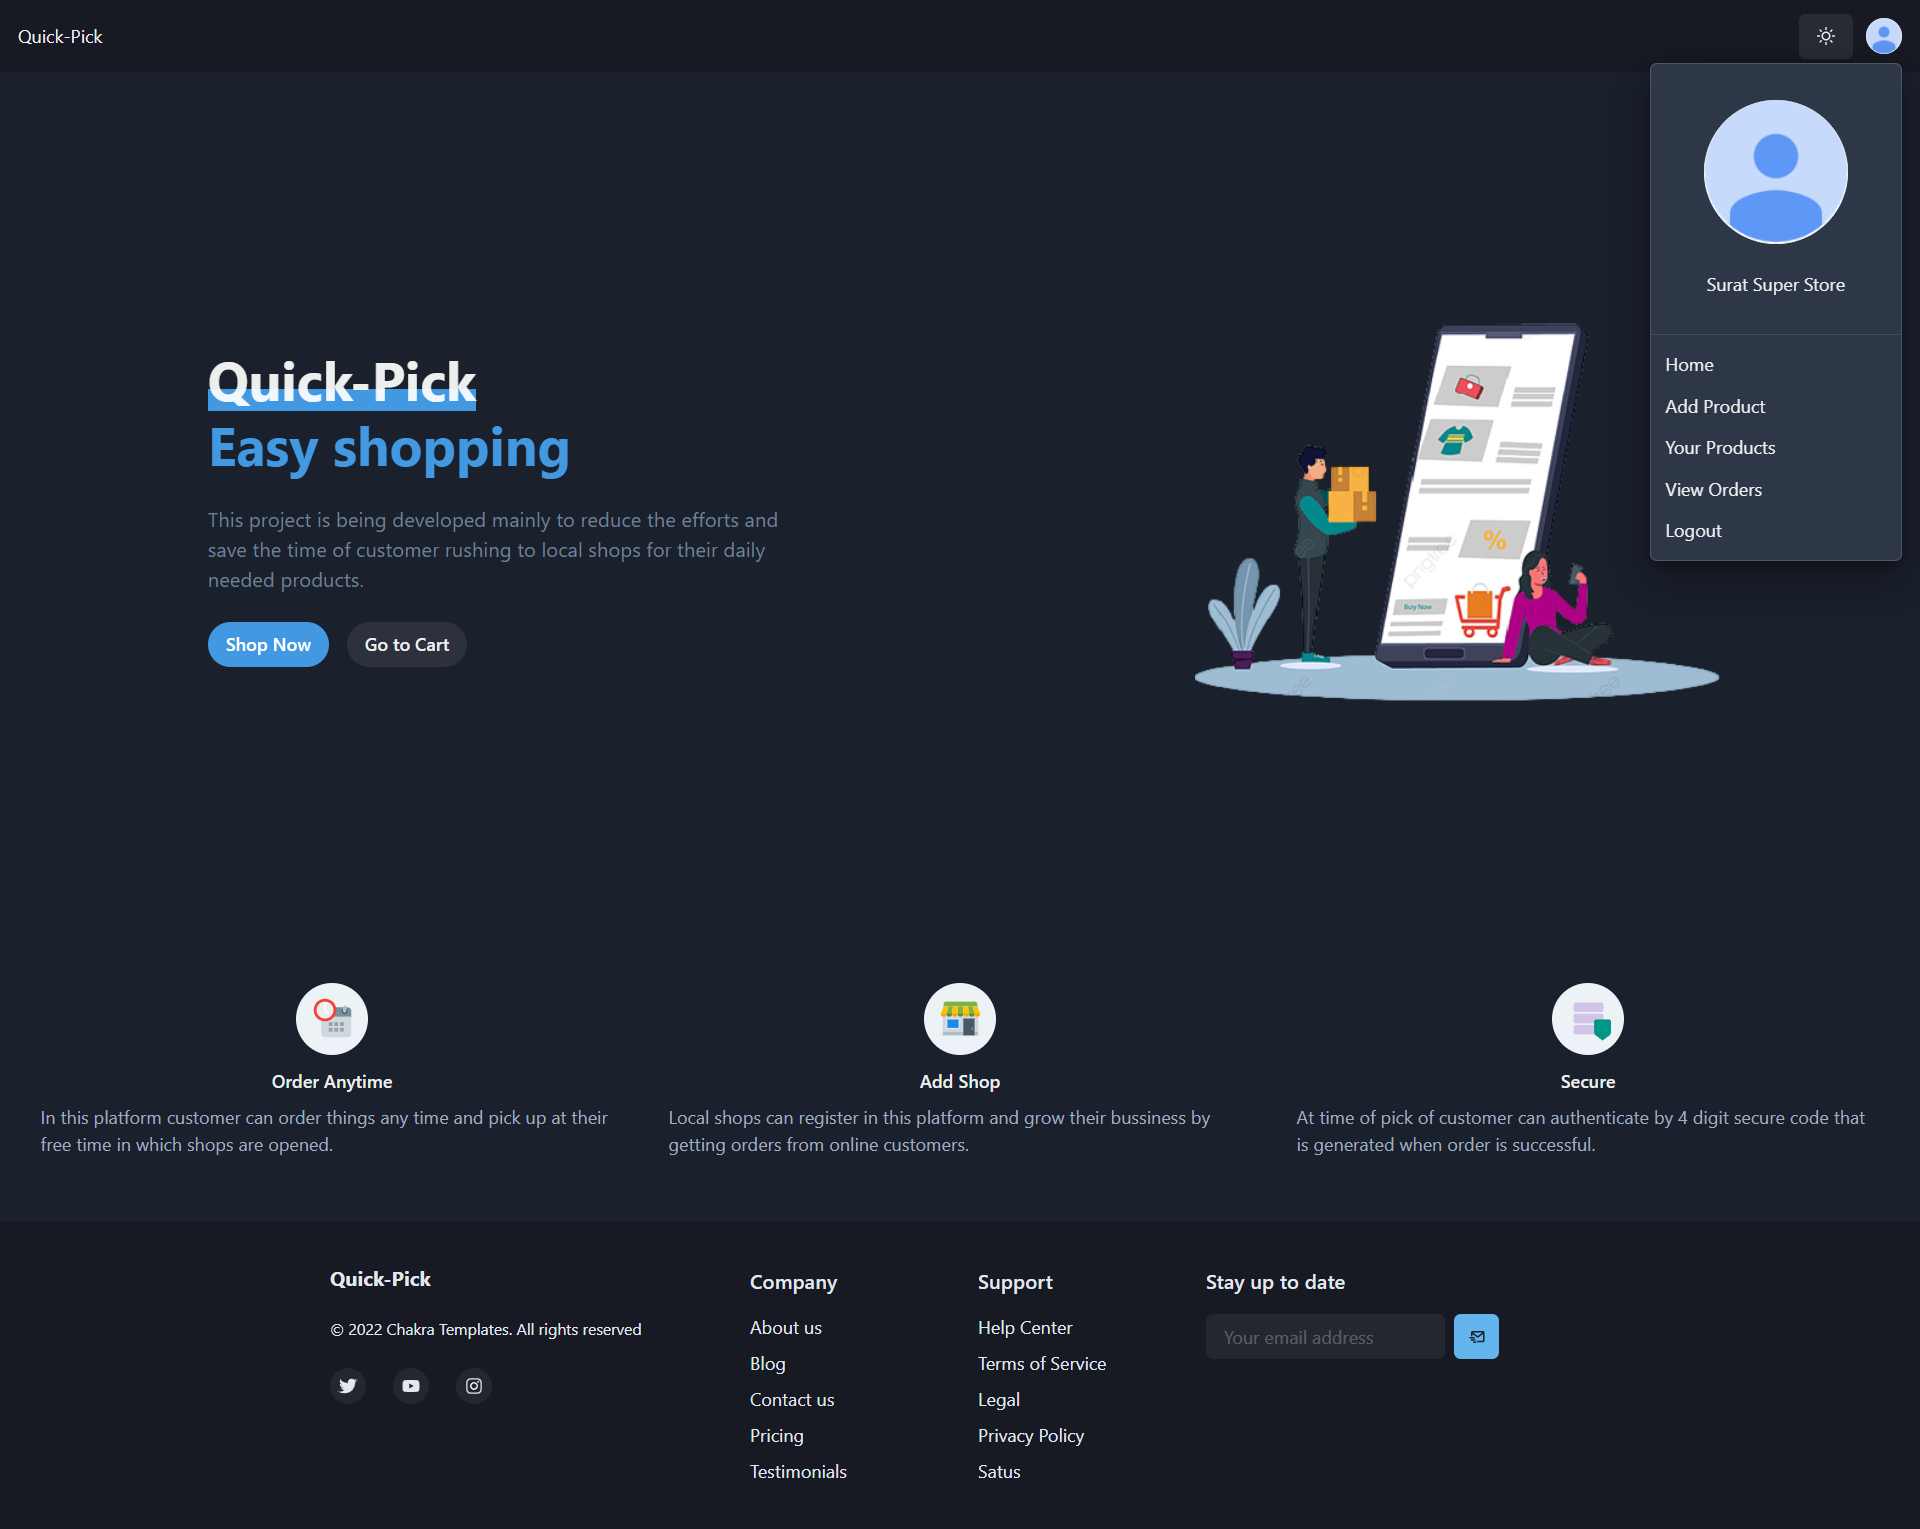 Quick-Pick
Surat Super Store
Home
Add Product
Your Products
View Orders
Logout
Quick-Pick
Easy shopping
This project is being developed mainly to reduce the efforts and
save the time of customer rushing to local shops for their daily
needed products.
Shop Now
Go to Cart
%
Buy Now
pngtree
Order Anytime
In this platform customer can order things any time and pick up at their
free time in which shops are opened.
Add Shop
Local shops can register in this platform and grow their bussiness by
getting orders from online customers.
Secure
At time of pick of customer can authenticate by 4 digit secure code that
is generated when order is successful.
Quick-Pick
© 2022 Chakra Templates. All rights reserved
Company
About us
Blog
Contact us
Pricing
Testimonials
Support
Help Center
Terms of Service
Legal
Privacy Policy
Satus
Stay up to date
Your email address